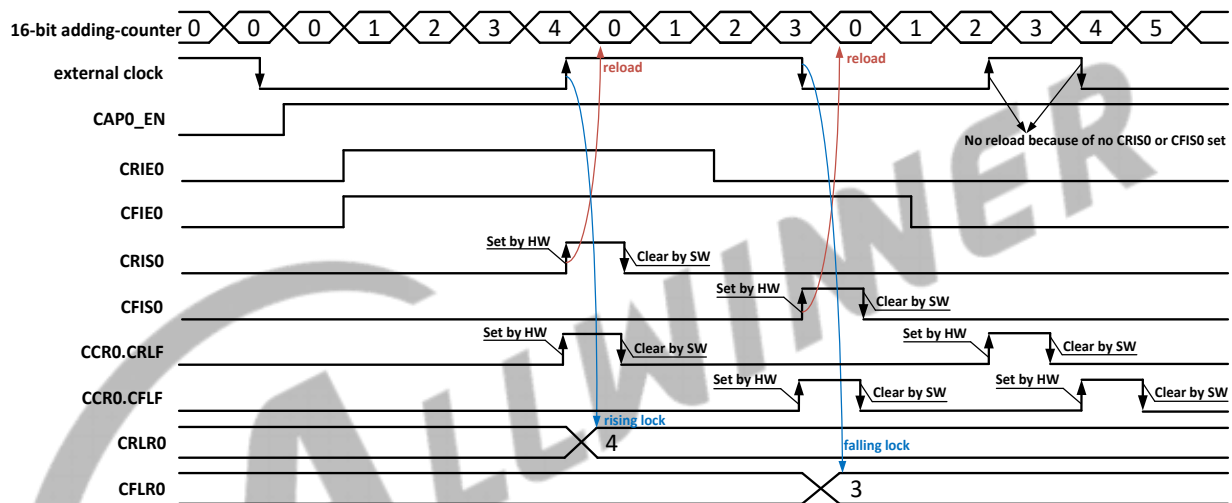 16-bit adding-counter 0 0 0 1 2 3 4 0 1 2 3 0 1 2 3 4 5
external clock
reload
reload
CAP0_EN
No reload because of no CRIS0 or CFIS0 set
CRIE0
CFIE0
CRIS0 Set by HW Clear by SW
CFIS0 Set by HW Clear by SW
CCR0.CRLF Set by HW Clear by SW Set by HW Clear by SW
CCR0.CFLF Set by HW Clear by SW Set by HW Clear by SW
CRLR0 4 rising lock
falling lock
CFLR0 3
ALLWINNER